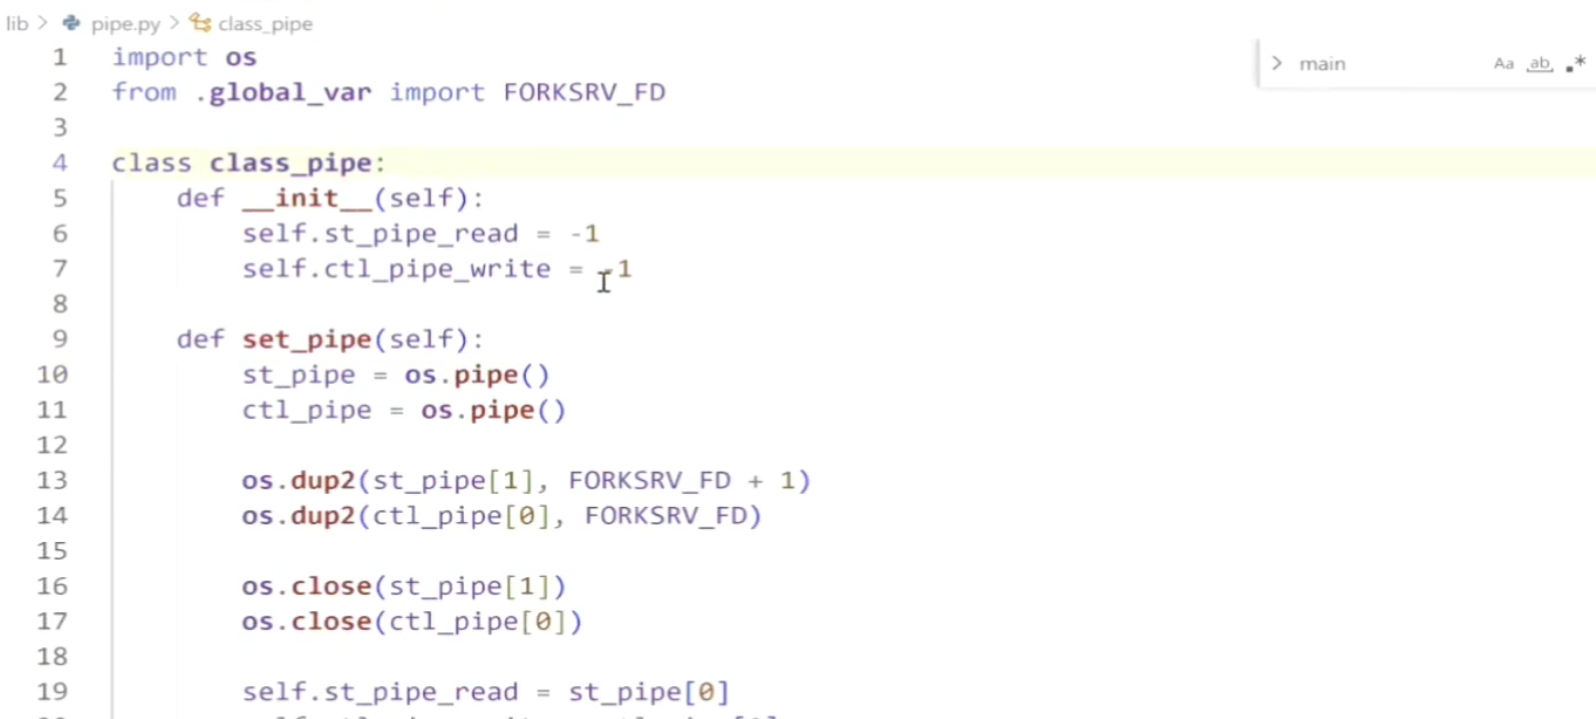 lib > pipe.py > class_pipe
> main Aa ab .*
1 import os
2 from .global_var import FORKSRV_FD
3
4 class class_pipe:
5 def __init__(self):
6 self.st_pipe_read = -1
7 self.ctl_pipe_write = -1
8
9 def set_pipe(self):
10 st_pipe = os.pipe()
11 ctl_pipe = os.pipe()
12
13 os.dup2(st_pipe[1], FORKSRV_FD + 1)
14 os.dup2(ctl_pipe[0], FORKSRV_FD)
15
16 os.close(st_pipe[1])
17 os.close(ctl_pipe[0])
18
19 self.st_pipe_read = st_pipe[0]